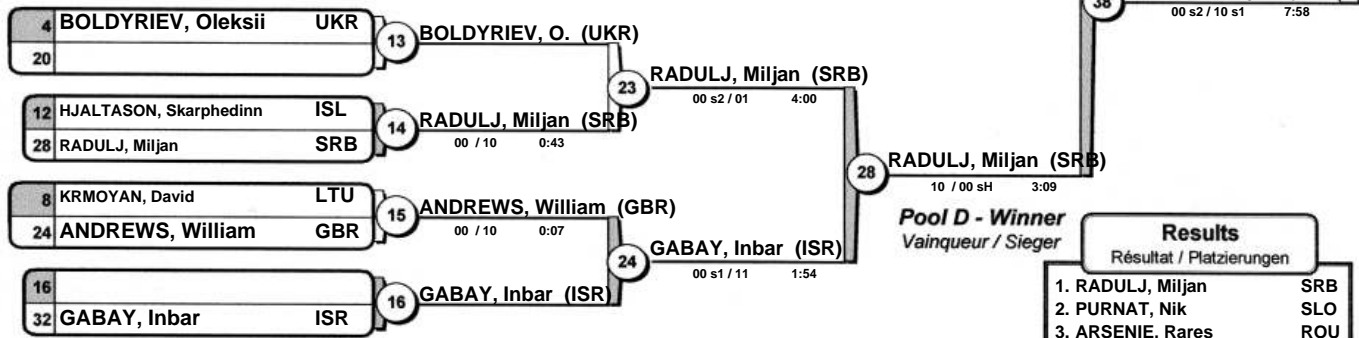 38
00 s2 / 10 s1 7:58
4 BOLDYRIEV, Oleksii UKR
20
13 BOLDYRIEV, O. (UKR)
23 RADULJ, Miljan (SRB)
00 s2 / 01 4:00
12 HJALTASON, Skarphedinn ISL
28 RADULJ, Miljan SRB
14 RADULJ, Miljan (SRB)
00 / 10 0:43
28 RADULJ, Miljan (SRB)
10 / 00 sH 3:09
8 KRMOYAN, David LTU
24 ANDREWS, William GBR
15 ANDREWS, William (GBR)
00 / 10 0:07
24 GABAY, Inbar (ISR)
00 s1 / 11 1:54
16
32 GABAY, Inbar ISR
16 GABAY, Inbar (ISR)
Pool D - Winner
Vainqueur / Sieger
Results
Résultat / Platzierungen
1. RADULJ, Miljan SRB
2. PURNAT, Nik SLO
3. ARSENIE, Rares ROU